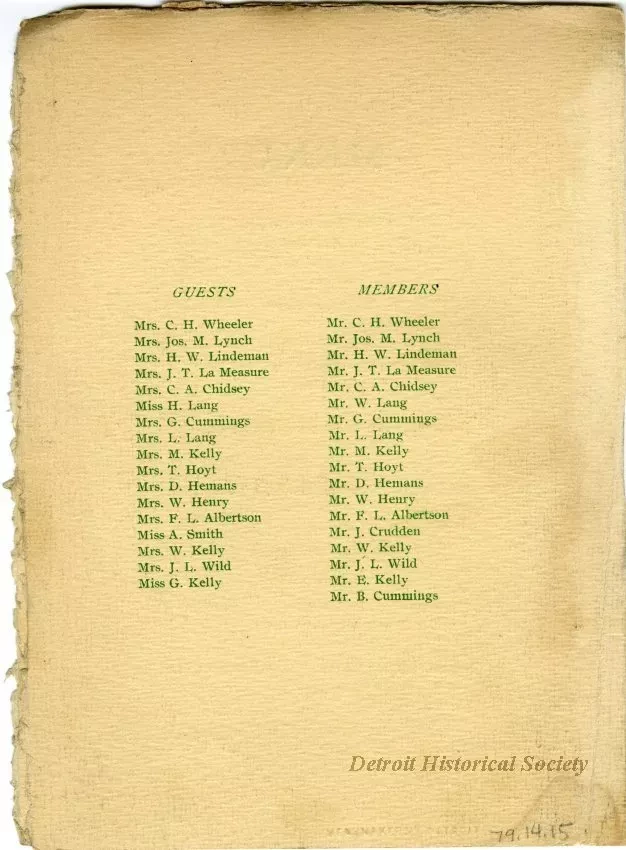 GUESTS
Mrs. C. H. Wheeler
Mrs. Jos. M. Lynch
Mrs. H. W. Lindeman
Mrs. J. T. La Measure
Mrs. C. A. Chidsey
Miss H. Lang
Mrs. G. Cummings
Mrs. L. Lang
Mrs. M. Kelly
Mrs. T. Hoyt
Mrs. D. Hemans
Mrs. W. Henry
Mrs. F. L. Albertson
Miss A. Smith
Mrs. W. Kelly
Mrs. J. L. Wild
Miss G. Kelly
MEMBERS
Mr. C. H. Wheeler
Mr. Jos. M. Lynch
Mr. H. W. Lindeman
Mr. J. T. La Measure
Mr. C. A. Chidsey
Mr. W. Lang
Mr. G. Cummings
Mr. L. Lang
Mr. M. Kelly
Mr. T. Hoyt
Mr. D. Hemans
Mr. W. Henry
Mr. F. L. Albertson
Mr. J. Crudden
Mr. W. Kelly
Mr. J. L. Wild
Mr. E. Kelly
Mr. B. Cummings
Detroit Historical Society
79.14.15